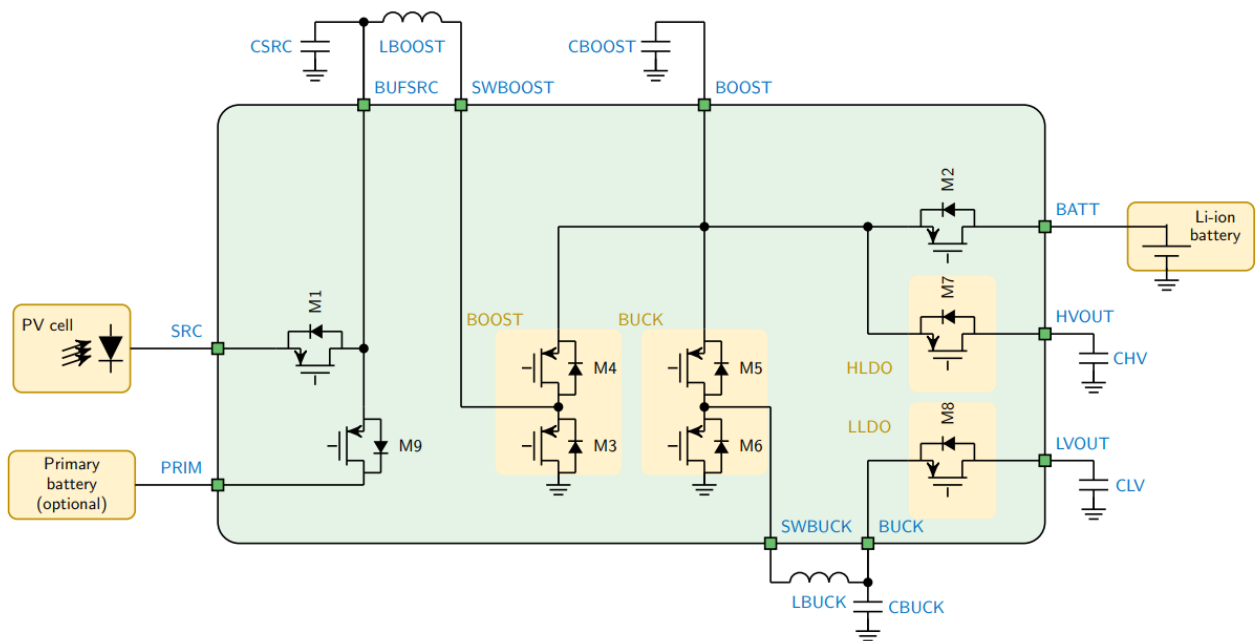 CSRC
LBOOST
CBOOST
BUFSRC
SWBOOST
BOOST
M2
BATT
Li-ion
battery
PV cell
SRC
M1
BOOST
BUCK
M7
HVOUT
M4
M5
HLDO
CHV
M9
M3
M6
LLDO
M8
Primary
battery
(optional)
PRIM
LVOUT
CLV
SWBUCK
BUCK
LBUCK
CBUCK